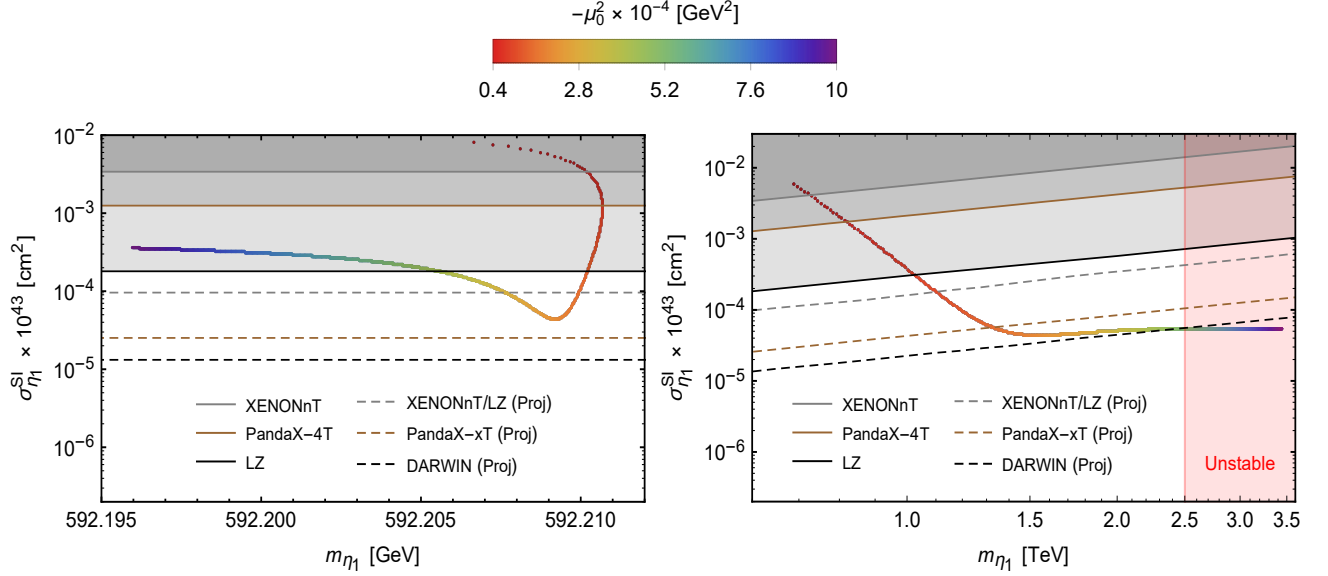 −μ₀² × 10⁻⁴ [GeV²]
0.4 2.8 5.2 7.6 10
σ_η₁^SI × 10⁴³ [cm²]
10⁻²
10⁻³
10⁻⁴
10⁻⁵
10⁻⁶
XENONnT
PandaX−4T
LZ
XENONnT/LZ (Proj)
PandaX−xT (Proj)
DARWIN (Proj)
592.195 592.200 592.205 592.210
m_η₁ [GeV]
σ_η₁^SI × 10⁴³ [cm²]
10⁻²
10⁻³
10⁻⁴
10⁻⁵
10⁻⁶
XENONnT
PandaX−4T
LZ
XENONnT/LZ (Proj)
PandaX−xT (Proj)
DARWIN (Proj)
Unstable
1.0 1.5 2.0 2.5 3.0 3.5
m_η₁ [TeV]